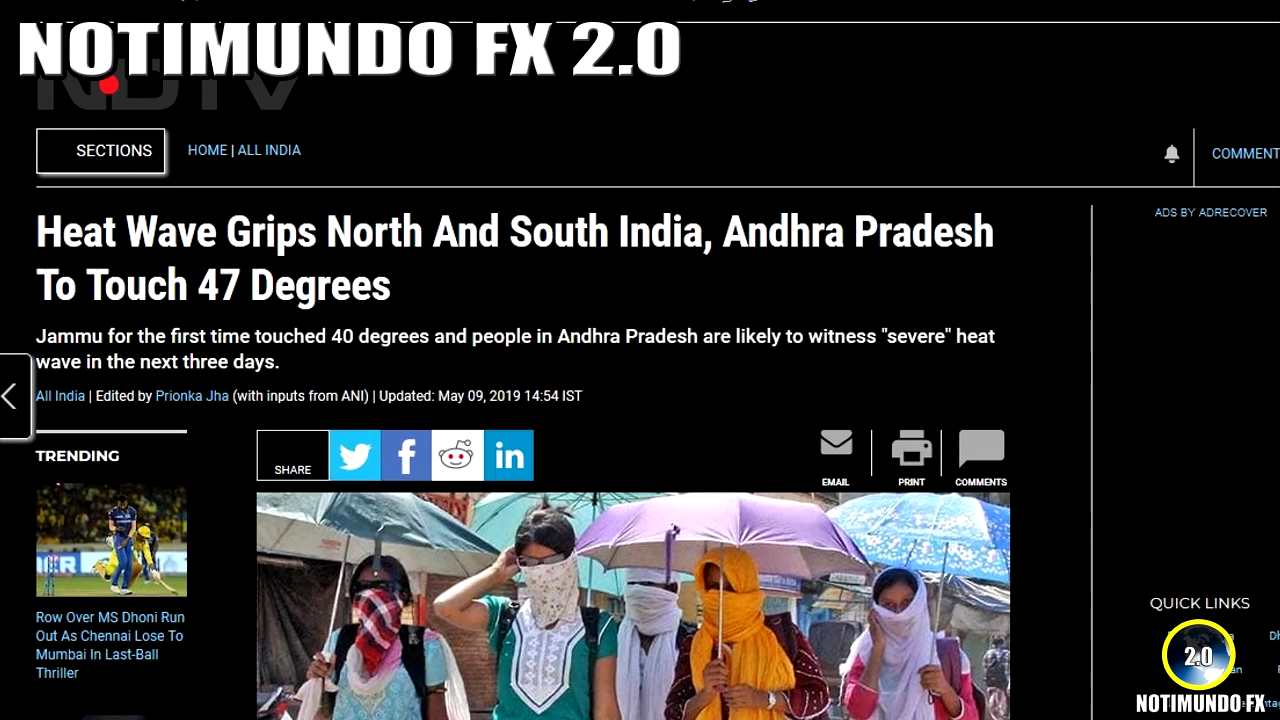 NOTIMUNDO FX 2.0
NDTV
SECTIONS
HOME | ALL INDIA
COMMENT
ADS BY ADRECOVER
Heat Wave Grips North And South India, Andhra Pradesh
To Touch 47 Degrees
Jammu for the first time touched 40 degrees and people in Andhra Pradesh are likely to witness "severe" heat
wave in the next three days.
All India | Edited by Prionka Jha (with inputs from ANI) | Updated: May 09, 2019 14:54 IST
TRENDING
SHARE
EMAIL
PRINT
COMMENTS
Row Over MS Dhoni Run
Out As Chennai Lose To
Mumbai In Last-Ball
Thriller
QUICK LINKS
2.0
NOTIMUNDO FX